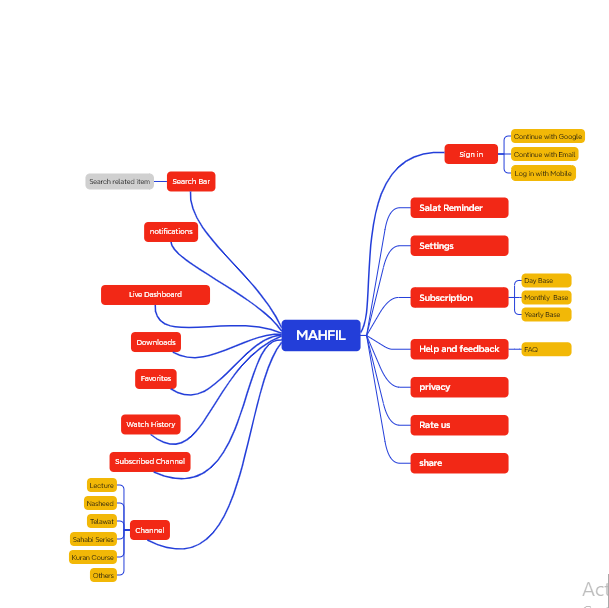 MAHFIL
Search Bar
Search related item
notifications
Live Dashboard
Downloads
Favorites
Watch History
Subscribed Channel
Channel
Lecture
Nasheed
Telawat
Sahabi Series
Kuran Course
Others
Sign in
Continue with Google
Continue with Email
Log in with Mobile
Salat Reminder
Settings
Subscription
Day Base
Monthly Base
Yearly Base
Help and feedback
FAQ
privacy
Rate us
share
Act